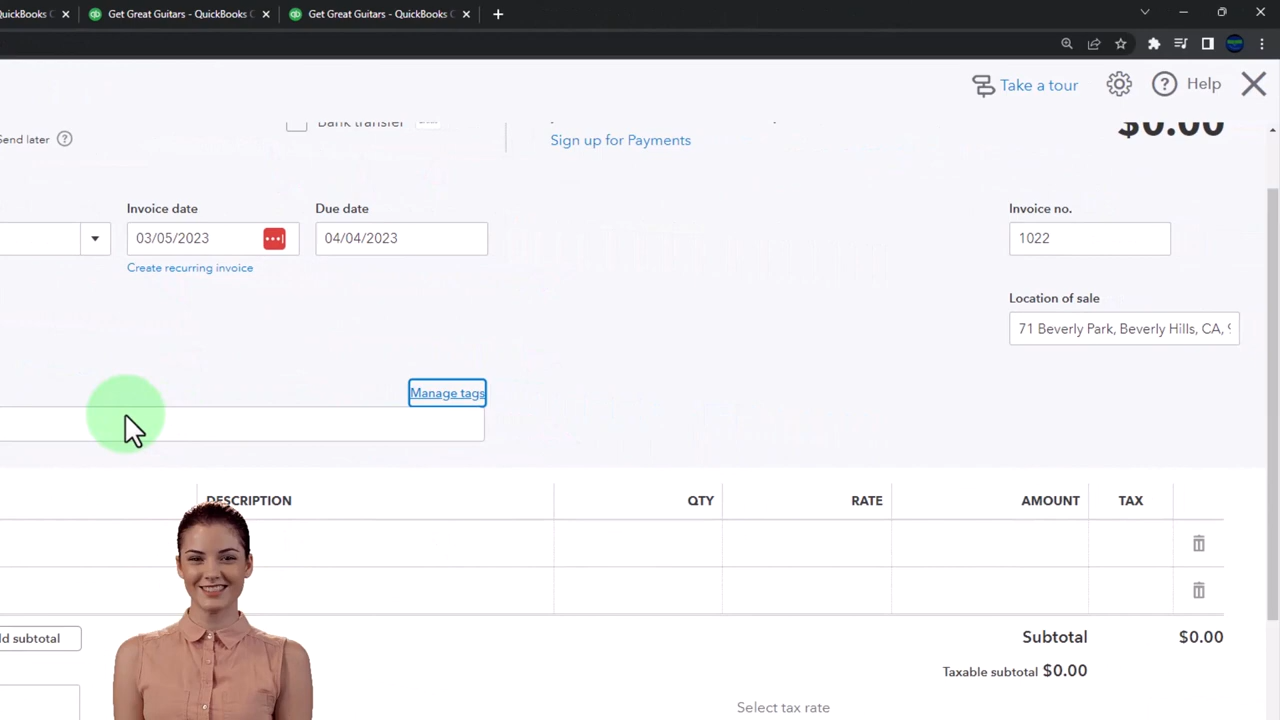 QuickBooks C
Get Great Guitars - QuickBooks C
Get Great Guitars - QuickBooks C
Take a tour
Help
Send later
Bank transfer
$0.00
Sign up for Payments
Invoice date
Due date
Invoice no.
03/05/2023
04/04/2023
1022
Create recurring invoice
Location of sale
71 Beverly Park, Beverly Hills, CA,
Manage tags
DESCRIPTION
QTY
RATE
AMOUNT
TAX
ld subtotal
Subtotal
$0.00
Taxable subtotal $0.00
Select tax rate